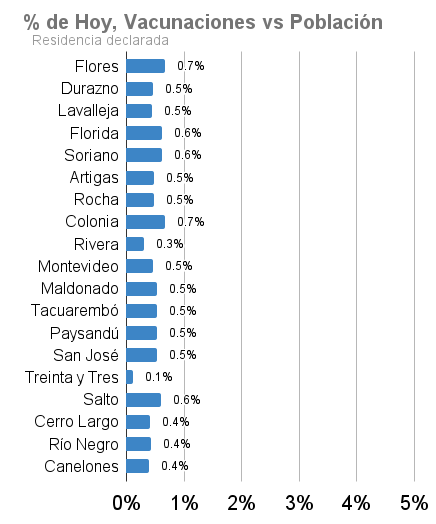 % de Hoy, Vacunaciones vs Población
Residencia declarada
Flores 0.7%
Durazno 0.5%
Lavalleja 0.5%
Florida 0.6%
Soriano 0.6%
Artigas 0.5%
Rocha 0.5%
Colonia 0.7%
Rivera 0.3%
Montevideo 0.5%
Maldonado 0.5%
Tacuarembó 0.5%
Paysandú 0.5%
San José 0.5%
Treinta y Tres 0.1%
Salto 0.6%
Cerro Largo 0.4%
Río Negro 0.4%
Canelones 0.4%
0% 1% 2% 3% 4% 5%